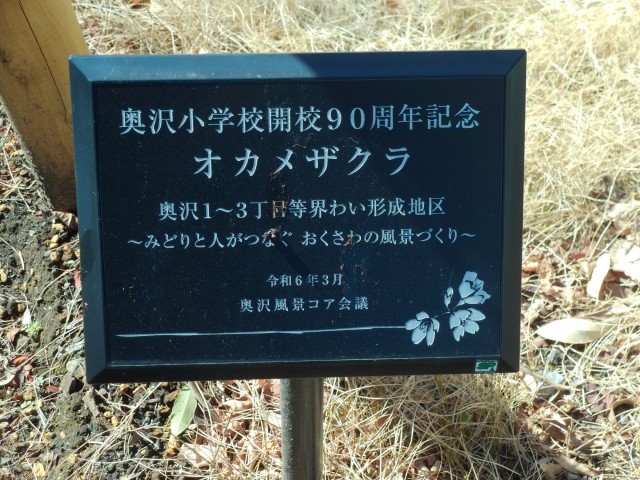 奥沢小学校開校90周年記念
オカメザクラ
奥沢1～3丁目等界わい形成地区
～みどりと人がつなぐ おくさわの風景づくり～
令和6年3月
奥沢風景コア会議